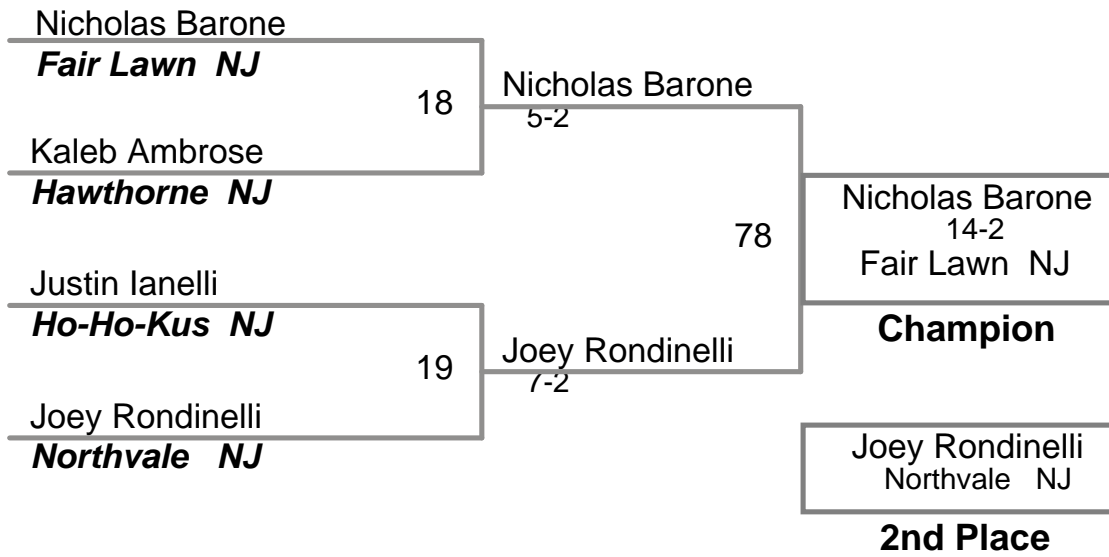 Nicholas Barone
Fair Lawn NJ
18
Kaleb Ambrose
Hawthorne NJ
Justin Ianelli
Ho-Ho-Kus NJ
19
Joey Rondinelli
Northvale NJ
Nicholas Barone
5-2
78
Joey Rondinelli
7-2
Nicholas Barone
14-2
Fair Lawn NJ
Champion
Joey Rondinelli
Northvale NJ
2nd Place